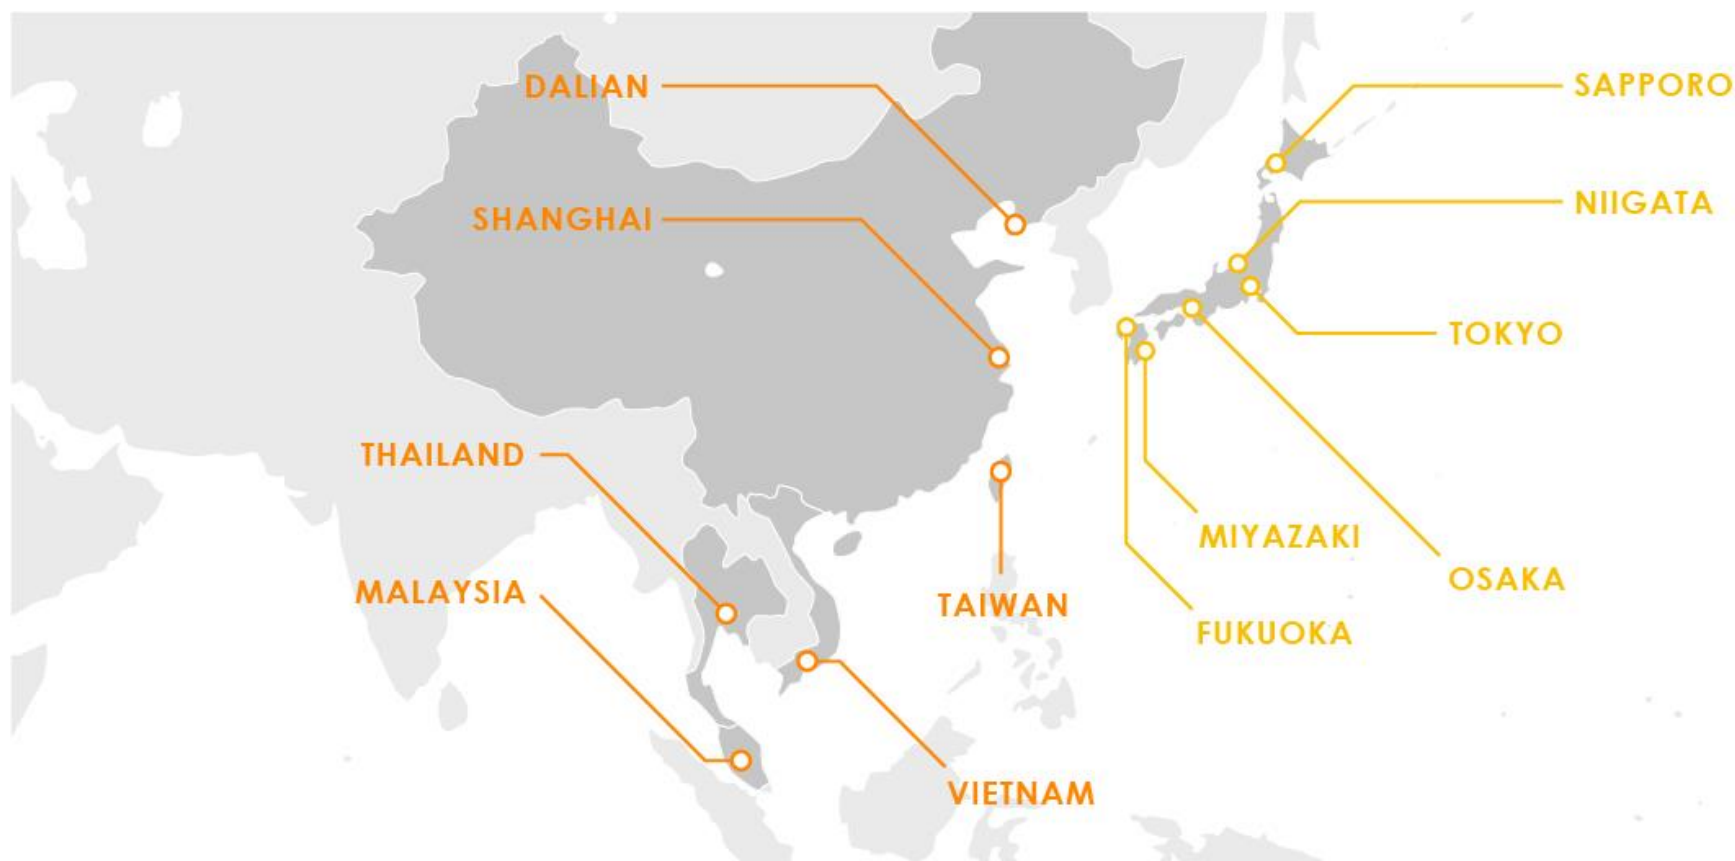 DALIAN
SAPPORO
NIIGATA
SHANGHAI
TOKYO
THAILAND
MIYAZAKI
OSAKA
MALAYSIA
TAIWAN
FUKUOKA
VIETNAM